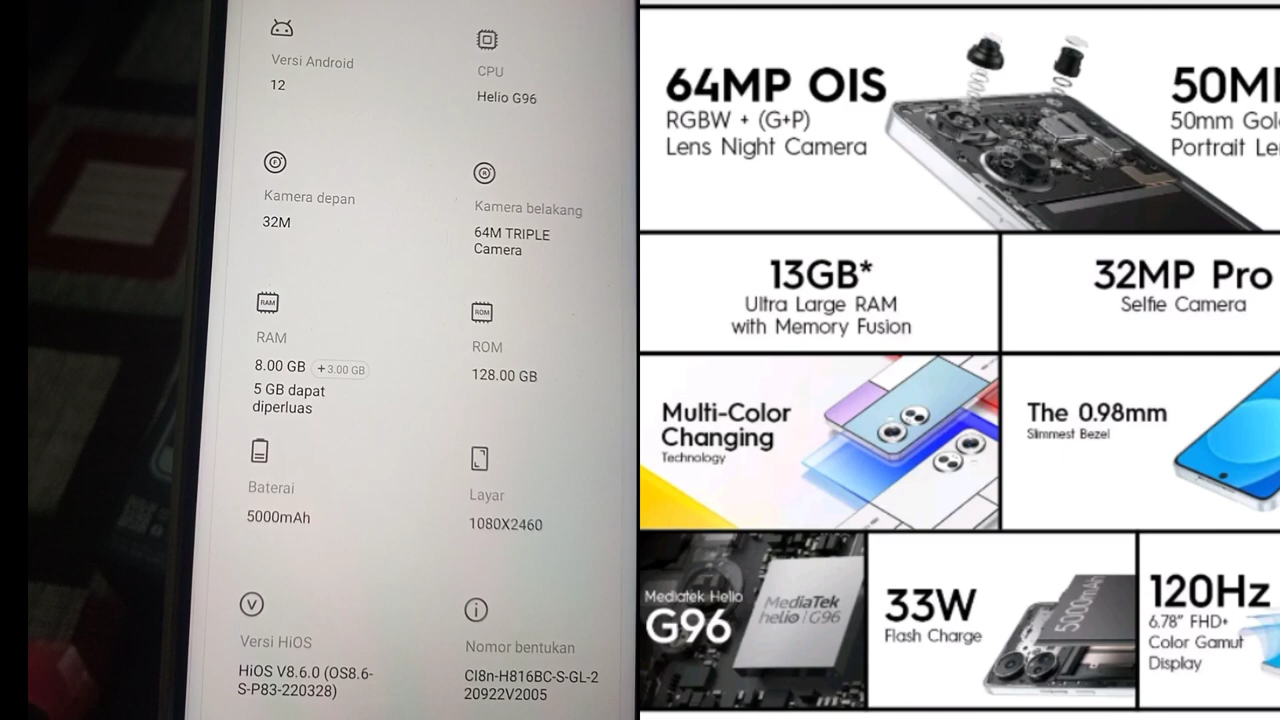 Versi Android
12
CPU
Helio G96
Kamera depan
32M
Kamera belakang
64M TRIPLE
Camera
RAM
RAM
8.00 GB +3.00 GB
5 GB dapat
diperluas
ROM
ROM
128.00 GB
Baterai
5000mAh
Layar
1080X2460
Versi HiOS
HiOS V8.6.0 (OS8.6-
S-P83-220328)
Nomor bentukan
CI8n-H816BC-S-GL-2
20922V2005
64MP OIS
RGBW + (G+P)
Lens Night Camera
50mm
13GB*
Ultra Large RAM
with Memory Fusion
32MP Pro
Selfie Camera
Multi-Color
Changing
Technology
The 0.98mm
Slimmest Bezel
Mediatek Helio
G96
MediaTek
helio | G96
33W
Flash Charge
5000mAh
120Hz
6.78" FHD+
Color Gamut
Display